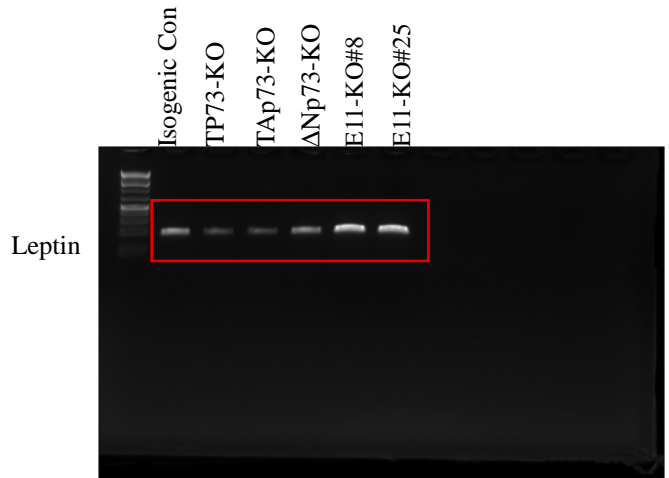 Isogenic Con
TP73-KO
TAp73-KO
ΔNp73-KO
E11-KO#8
E11-KO#25
Leptin